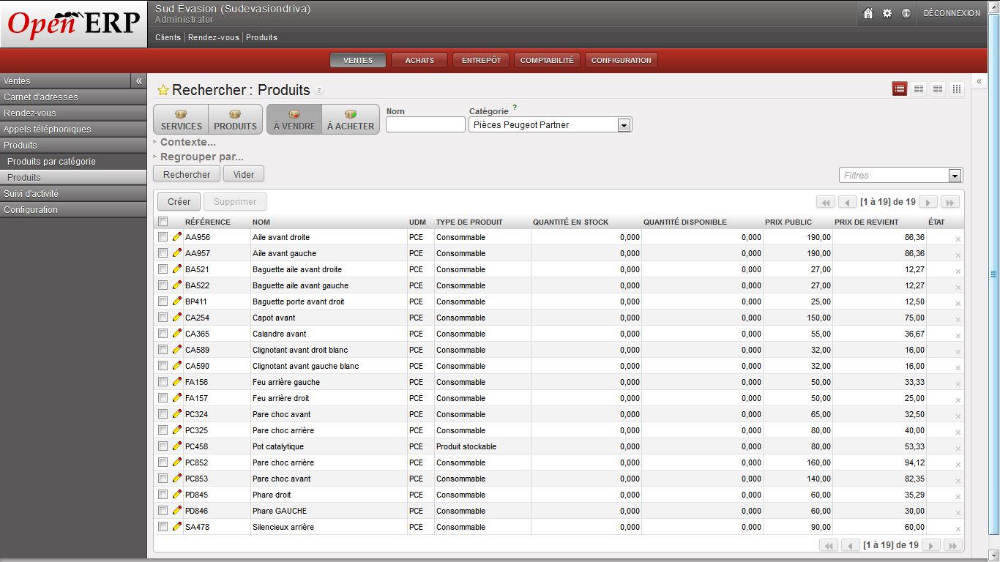 Open ERP
Sud Évasion (Sudevasiondriva)
Administrator
DÉCONNEXION
Clients Rendez-vous Produits
VENTES ACHATS ENTREPÔT COMPTABILITÉ CONFIGURATION
Ventes «
Carnet d'adresses
Rendez-vous
Appels téléphoniques
Produits
Produits par catégorie
Produits
Suivi d'activité
Configuration
«
Rechercher : Produits ?
SERVICES PRODUITS À VENDRE À ACHETER
Nom Catégorie ?
Pièces Peugeot Partner
Contexte...
Regrouper par...
Rechercher Vider
Filtres
Créer Supprimer [1 à 19] de 19
RÉFÉRENCE NOM UDM TYPE DE PRODUIT QUANTITÉ EN STOCK QUANTITÉ DISPONIBLE PRIX PUBLIC PRIX DE REVIENT ÉTAT
AA956 Aile avant droite PCE Consommable 0,000 0,000 190,00 86,36
AA957 Aile avant gauche PCE Consommable 0,000 0,000 190,00 86,36
BA521 Baguette aile avant droite PCE Consommable 0,000 0,000 27,00 12,27
BA522 Baguette aile avant gauche PCE Consommable 0,000 0,000 27,00 12,27
BP411 Baguette porte avant droit PCE Consommable 0,000 0,000 25,00 12,50
CA254 Capot avant PCE Consommable 0,000 0,000 150,00 75,00
CA365 Calandre avant PCE Consommable 0,000 0,000 55,00 36,67
CA589 Clignotant avant droit blanc PCE Consommable 0,000 0,000 32,00 16,00
CA590 Clignotant avant gauche blanc PCE Consommable 0,000 0,000 32,00 16,00
FA156 Feu arrière gauche PCE Consommable 0,000 0,000 50,00 33,33
FA157 Feu arrière droit PCE Consommable 0,000 0,000 50,00 25,00
PC324 Pare choc avant PCE Consommable 0,000 0,000 65,00 32,50
PC325 Pare choc arrière PCE Consommable 0,000 0,000 80,00 40,00
PC458 Pot catalytique PCE Produit stockable 0,000 0,000 80,00 53,33
PC852 Pare choc arrière PCE Consommable 0,000 0,000 160,00 94,12
PC853 Pare choc avant PCE Consommable 0,000 0,000 140,00 82,35
PD845 Phare droit PCE Consommable 0,000 0,000 60,00 35,29
PD846 Phare GAUCHE PCE Consommable 0,000 0,000 60,00 30,00
SA478 Silencieux arrière PCE Consommable 0,000 0,000 90,00 60,00
[1 à 19] de 19